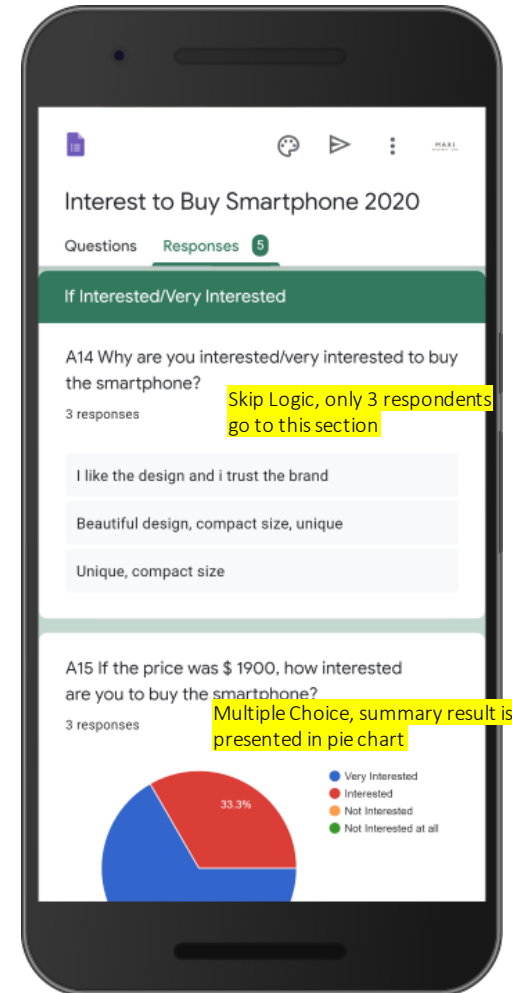 MAXI
Interest to Buy Smartphone 2020
Questions Responses 5
If Interested/Very Interested
A14 Why are you interested/very interested to buy
the smartphone?
3 responses
Skip Logic, only 3 respondents
go to this section
I like the design and i trust the brand
Beautiful design, compact size, unique
Unique, compact size
A15 If the price was $ 1900, how interested
are you to buy the smartphone?
3 responses
Multiple Choice, summary result is
presented in pie chart
33.3%
Very Interested
Interested
Not Interested
Not Interested at all